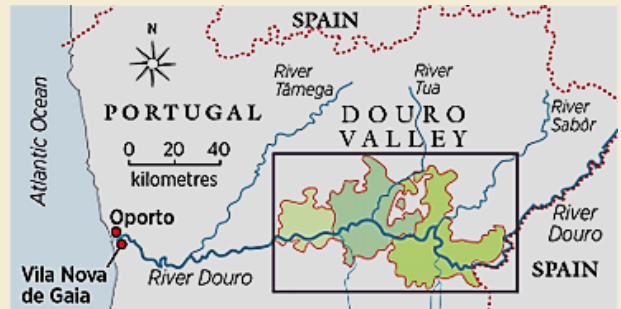 SPAIN
N
River
Tâmega
River
Tua
PORTUGAL
DOURO
VALLEY
River
Sabôr
Atlantic Ocean
0 20 40
kilometres
Oporto
River
Douro
Vila Nova
de Gaia
River Douro
SPAIN